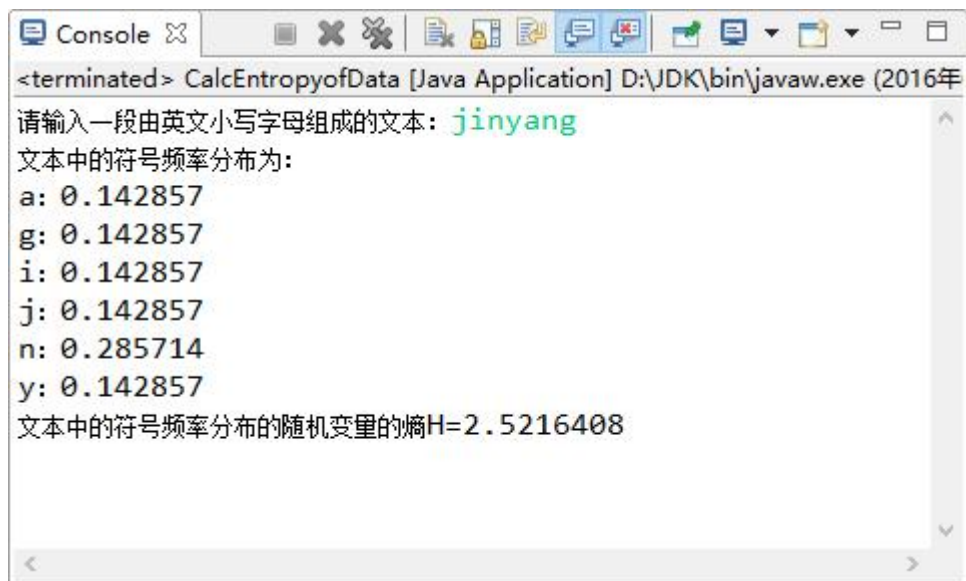 Console
<terminated> CalcEntropyofData [Java Application] D:\JDK\bin\javaw.exe (2016年
请输入一段由英文小写字母组成的文本：jinyang
文本中的符号频率分布为：
a：0.142857
g：0.142857
i：0.142857
j：0.142857
n：0.285714
y：0.142857
文本中的符号频率分布的随机变量的熵H=2.5216408